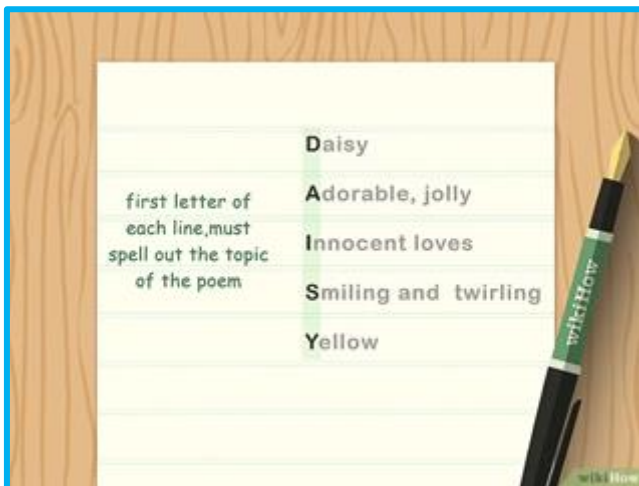 Daisy
Adorable, jolly
first letter of
each line,must
Innocent loves
spell out the topic
of the poem
Smiling and twirling
Yellow
wikiHow
wikiHow